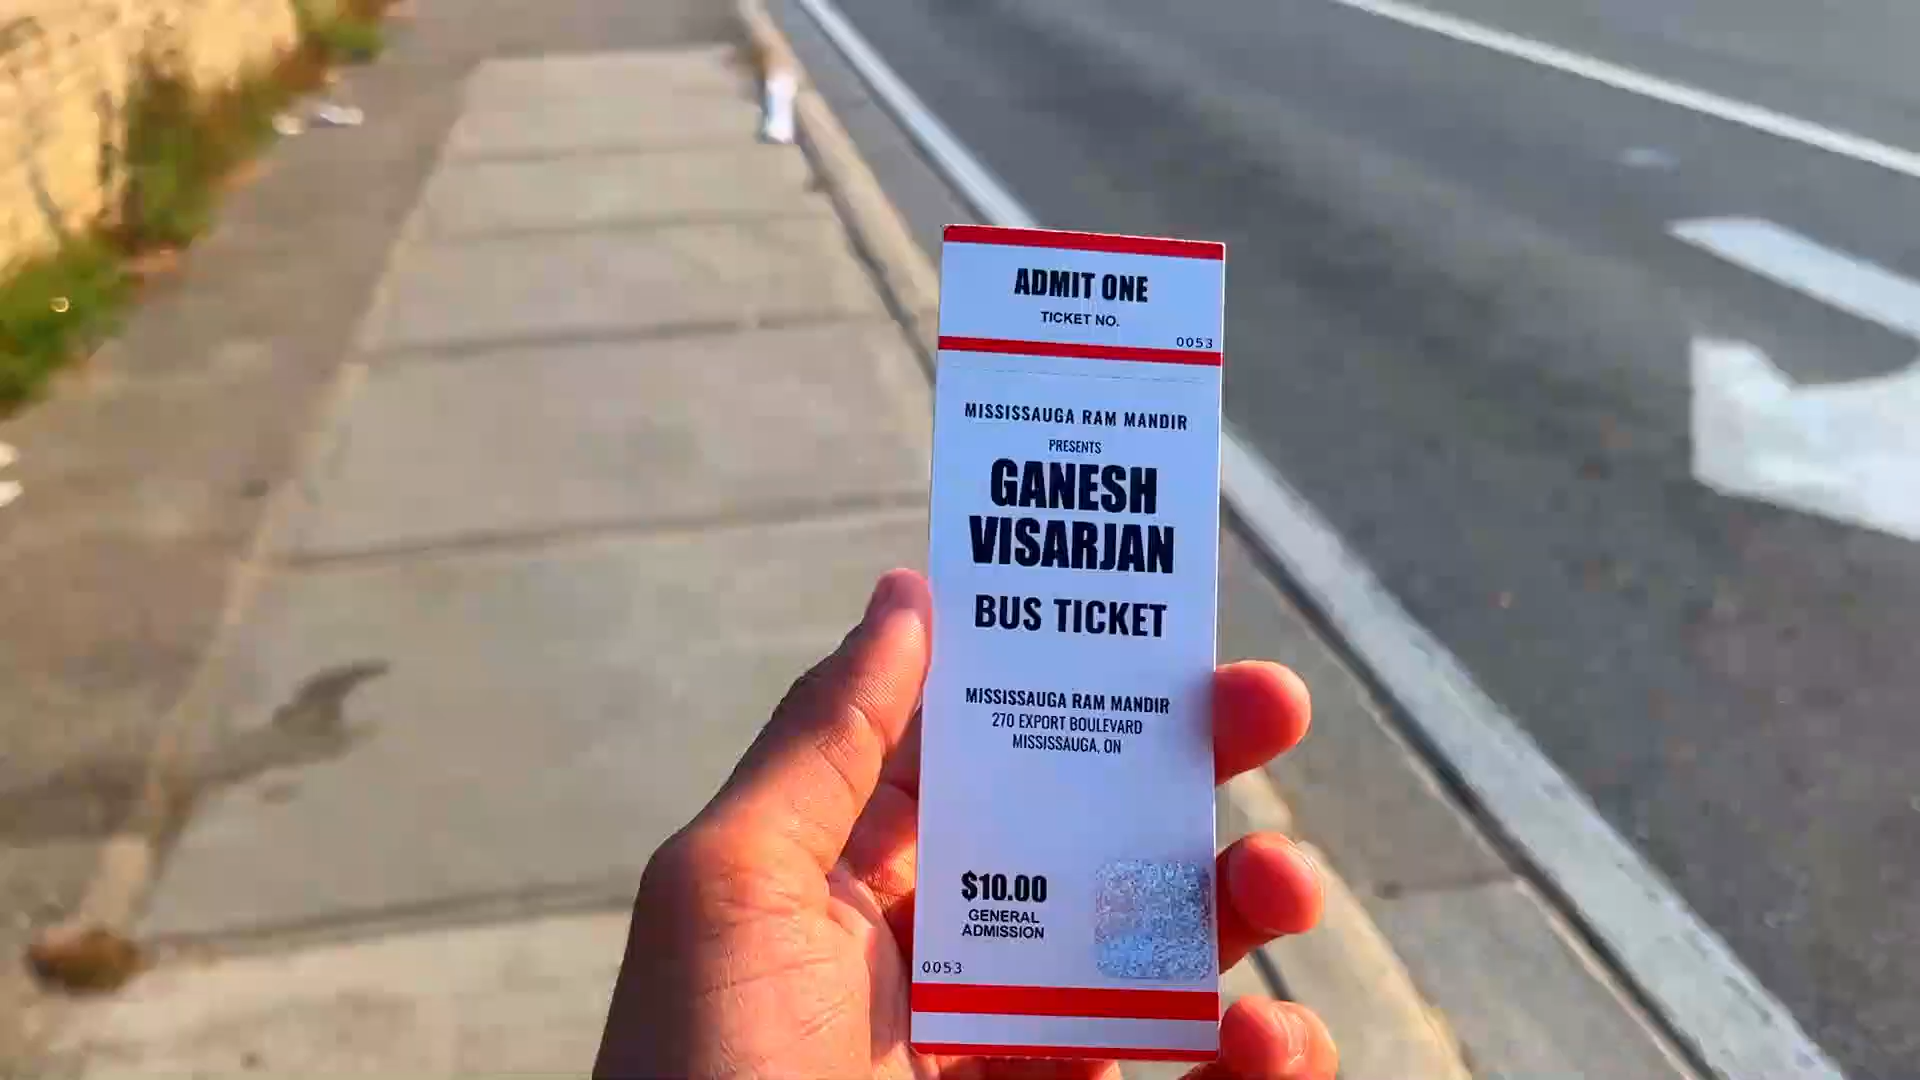 ADMIT ONE
TICKET NO.
0053
MISSISSAUGA RAM MANDIR
PRESENTS
GANESH
VISARJAN
BUS TICKET
MISSISSAUGA RAM MANDIR
270 EXPORT BOULEVARD
MISSISSAUGA, ON
$10.00
GENERAL
ADMISSION
0053